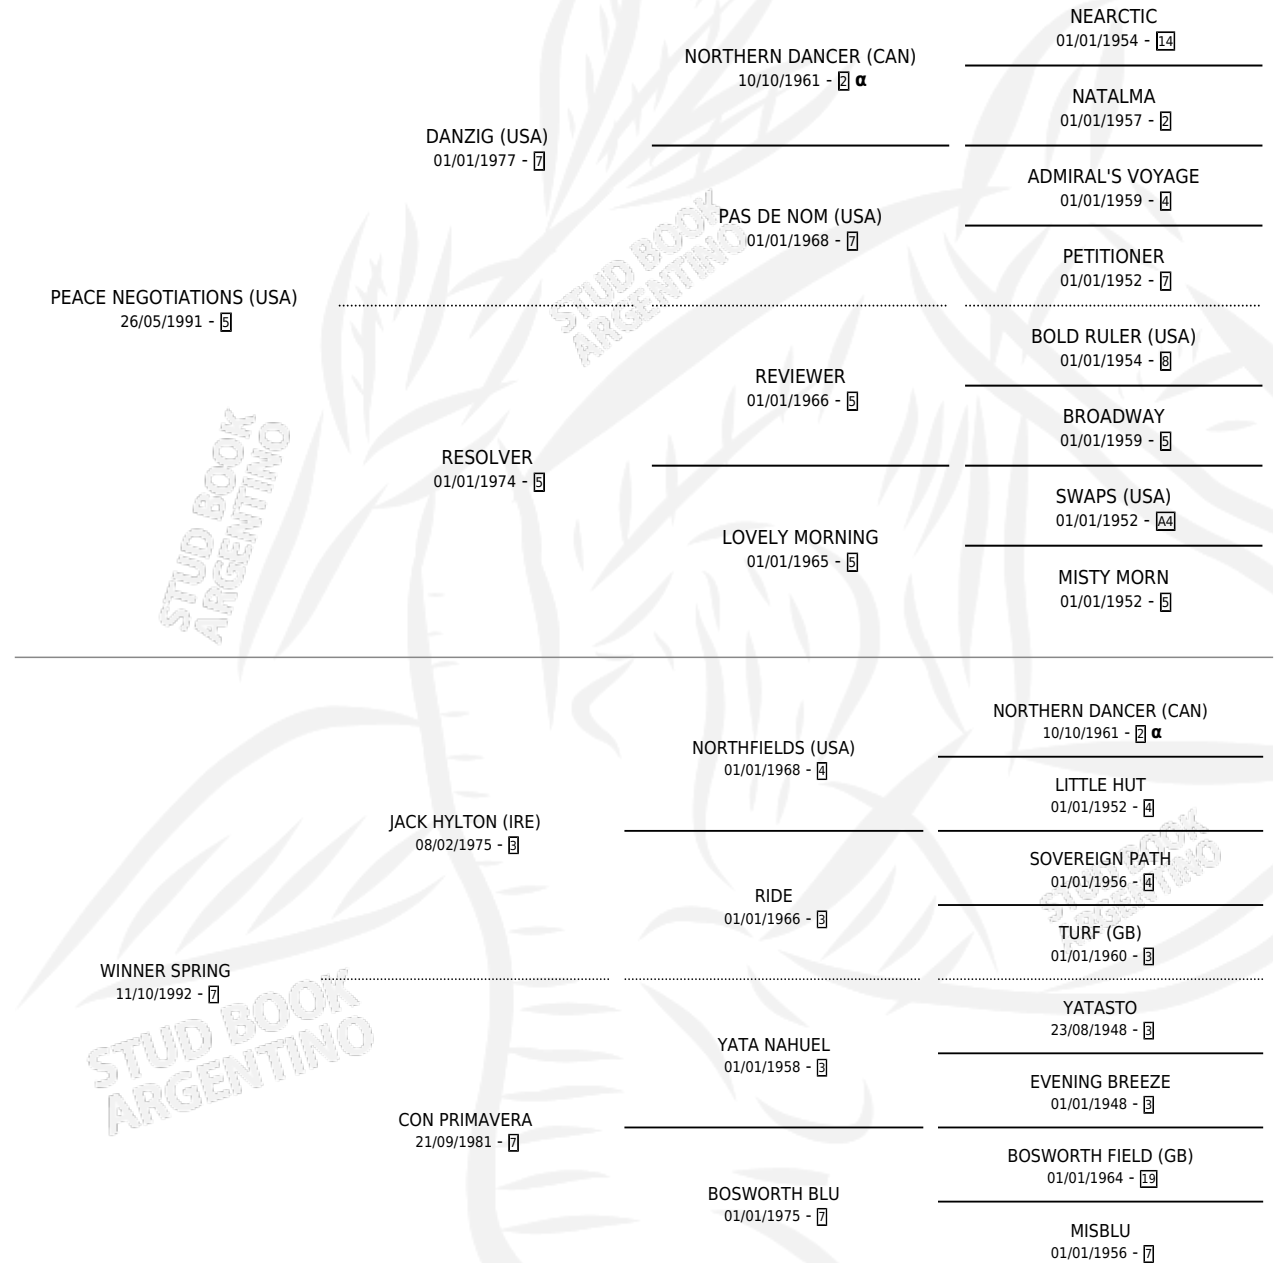 NEARCTIC
01/01/1954 - 14
NORTHERN DANCER (CAN)
10/10/1961 - 2 α
NATALMA
01/01/1957 - 2
DANZIG (USA)
01/01/1977 - 7
ADMIRAL'S VOYAGE
01/01/1959 - 4
PAS DE NOM (USA)
01/01/1968 - 7
PETITIONER
01/01/1952 - 7
PEACE NEGOTIATIONS (USA)
26/05/1991 - 5
BOLD RULER (USA)
01/01/1954 - 8
REVIEWER
01/01/1966 - 5
BROADWAY
01/01/1959 - 5
RESOLVER
01/01/1974 - 5
SWAPS (USA)
01/01/1952 - A4
LOVELY MORNING
01/01/1965 - 5
MISTY MORN
01/01/1952 - 5
NORTHERN DANCER (CAN)
10/10/1961 - 2 α
NORTHFIELDS (USA)
01/01/1968 - 4
LITTLE HUT
01/01/1952 - 4
JACK HYLTON (IRE)
08/02/1975 - 3
SOVEREIGN PATH
01/01/1956 - 4
RIDE
01/01/1966 - 3
TURF (GB)
01/01/1960 - 3
WINNER SPRING
11/10/1992 - 7
YATASTO
23/08/1948 - 3
YATA NAHUEL
01/01/1958 - 3
EVENING BREEZE
01/01/1948 - 3
CON PRIMAVERA
21/09/1981 - 7
BOSWORTH FIELD (GB)
01/01/1964 - 19
BOSWORTH BLU
01/01/1975 - 7
MISBLU
01/01/1956 - 7
STUD BOOK
ARGENTINO
STUD BOOK
ARGENTINO
STUD BOOK
ARGENTINO
STUD BOOK
ARGENTINO